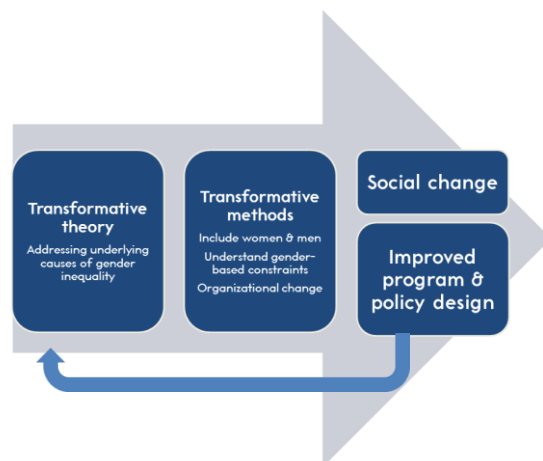 Transformative
theory
Addressing underlying
causes of gender
inequality
Transformative
methods
Include women & men
Understand gender-
based constraints
Organizational change
Social change
Improved
program &
policy design